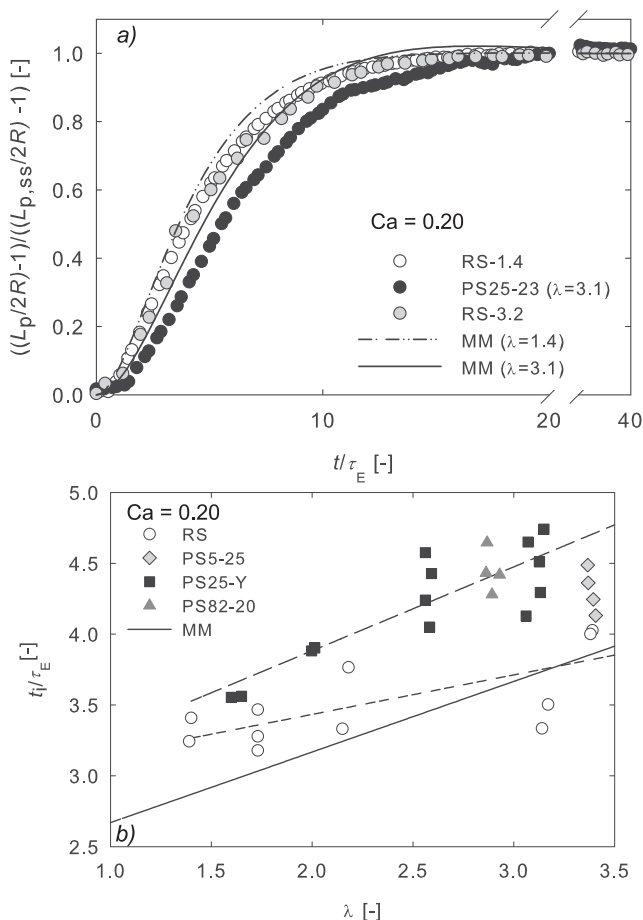 a)
((Lp/2R)-1)/((Lp,ss/2R) -1) [-]
1.0
0.8
0.6
0.4
0.2
0.0
Ca = 0.20
RS-1.4
PS25-23 (λ=3.1)
RS-3.2
MM (λ=1.4)
MM (λ=3.1)
0 10 20 40
t/τE [-]
5.0
4.5
4.0
3.5
3.0
2.5
ti/τE[-]
Ca = 0.20
RS
PS5-25
PS25-Y
PS82-20
MM
b)
1.0 1.5 2.0 2.5 3.0 3.5
λ [-]